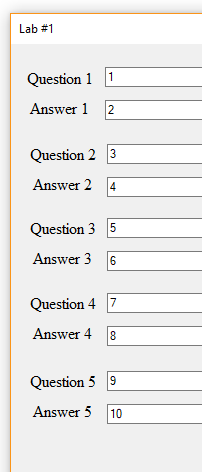 Lab #1
Question 1 1
Answer 1 2
Question 2 3
Answer 2 4
Question 3 5
Answer 3 6
Question 4 7
Answer 4 8
Question 5 9
Answer 5 10